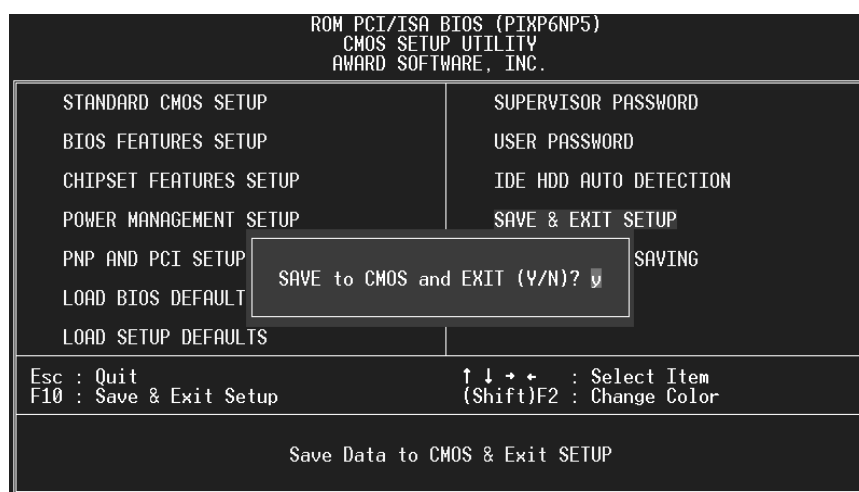 ROM PCI/ISA BIOS (PIXP6NP5)
CMOS SETUP UTILITY
AWARD SOFTWARE, INC.
STANDARD CMOS SETUP
BIOS FEATURES SETUP
CHIPSET FEATURES SETUP
POWER MANAGEMENT SETUP
PNP AND PCI SETUP
LOAD BIOS DEFAULT
LOAD SETUP DEFAULTS
SUPERVISOR PASSWORD
USER PASSWORD
IDE HDD AUTO DETECTION
SAVE & EXIT SETUP
SAVING
SAVE to CMOS and EXIT (Y/N)? y
Esc : Quit
F10 : Save & Exit Setup
↑ ↓ → ← : Select Item
(Shift)F2 : Change Color
Save Data to CMOS & Exit SETUP